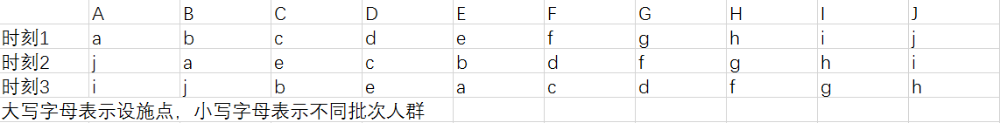 A B C D E F G H I J
时刻1 a b c d e f g h i j
时刻2 j a e c b d f g h i
时刻3 i j b e a c d f g h
大写字母表示设施点，小写字母表示不同批次人群